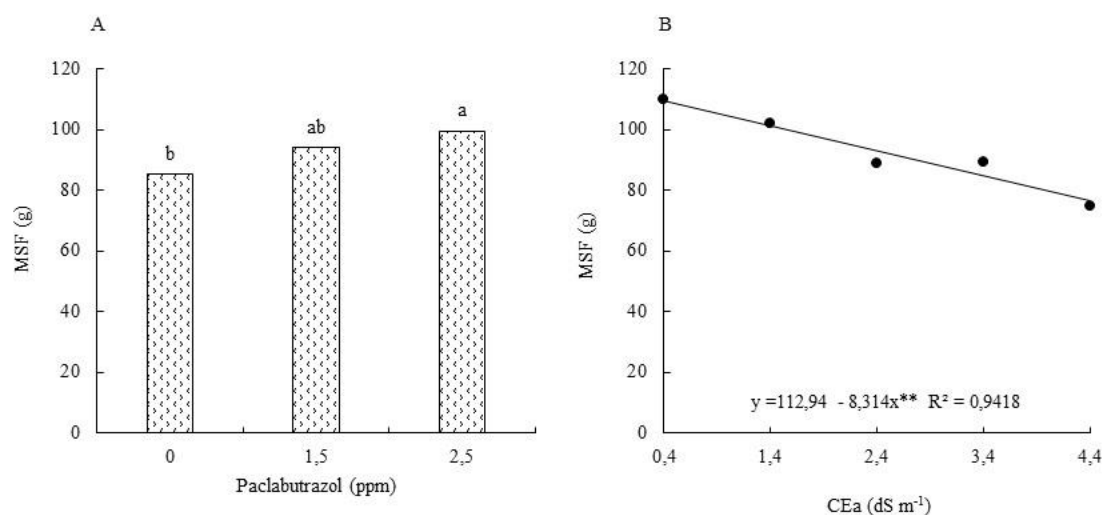 A
120
100
80
60
40
20
0
MSF (g)
b
ab
a
0
1,5
2,5
Paclabutrazol (ppm)
B
120
100
80
60
40
20
0
MSF (g)
y =112,94 - 8,314x** R² = 0,9418
0,4
1,4
2,4
3,4
4,4
CEa (dS m⁻¹)